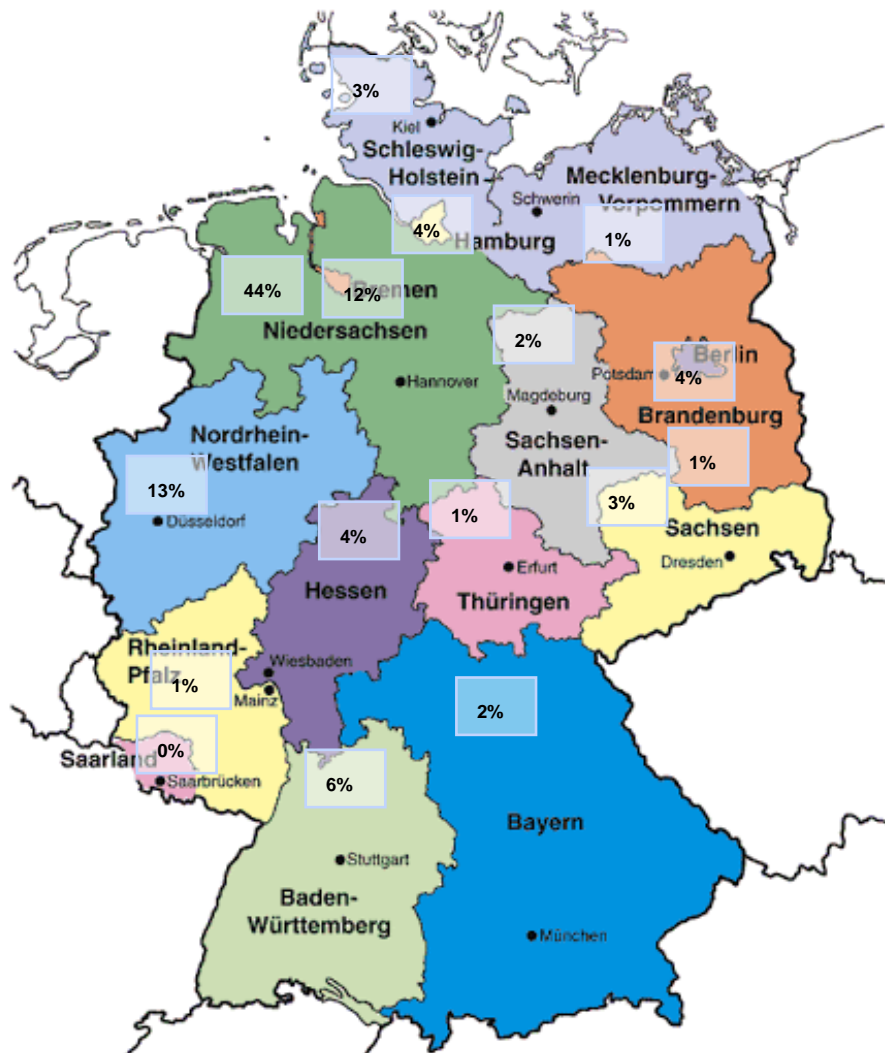 3%
Kiel
Schleswig-
Holstein
Mecklenburg-
Vorpommern
Schwerin
4%
Hamburg
1%
44%
12%
Bremen
Niedersachsen
2%
Berlin
Potsdam
4%
Hannover
Magdeburg
Brandenburg
Nordrhein-
Westfalen
Sachsen-
Anhalt
1%
13%
Düsseldorf
4%
1%
3%
Sachsen
Dresden
Hessen
Erfurt
Thüringen
Rheinland-
Pfalz
Wiesbaden
1%
Mainz
2%
0%
Saarland
Saarbrücken
6%
Bayern
Stuttgart
Baden-
Württemberg
München